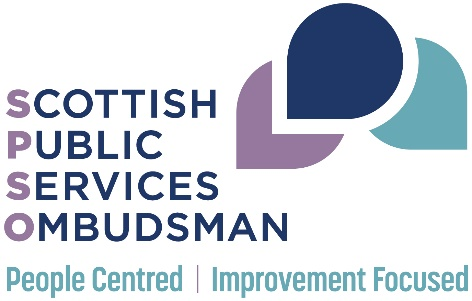 SCOTTISH
PUBLIC
SERVICES
OMBUDSMAN
People Centred | Improvement Focused